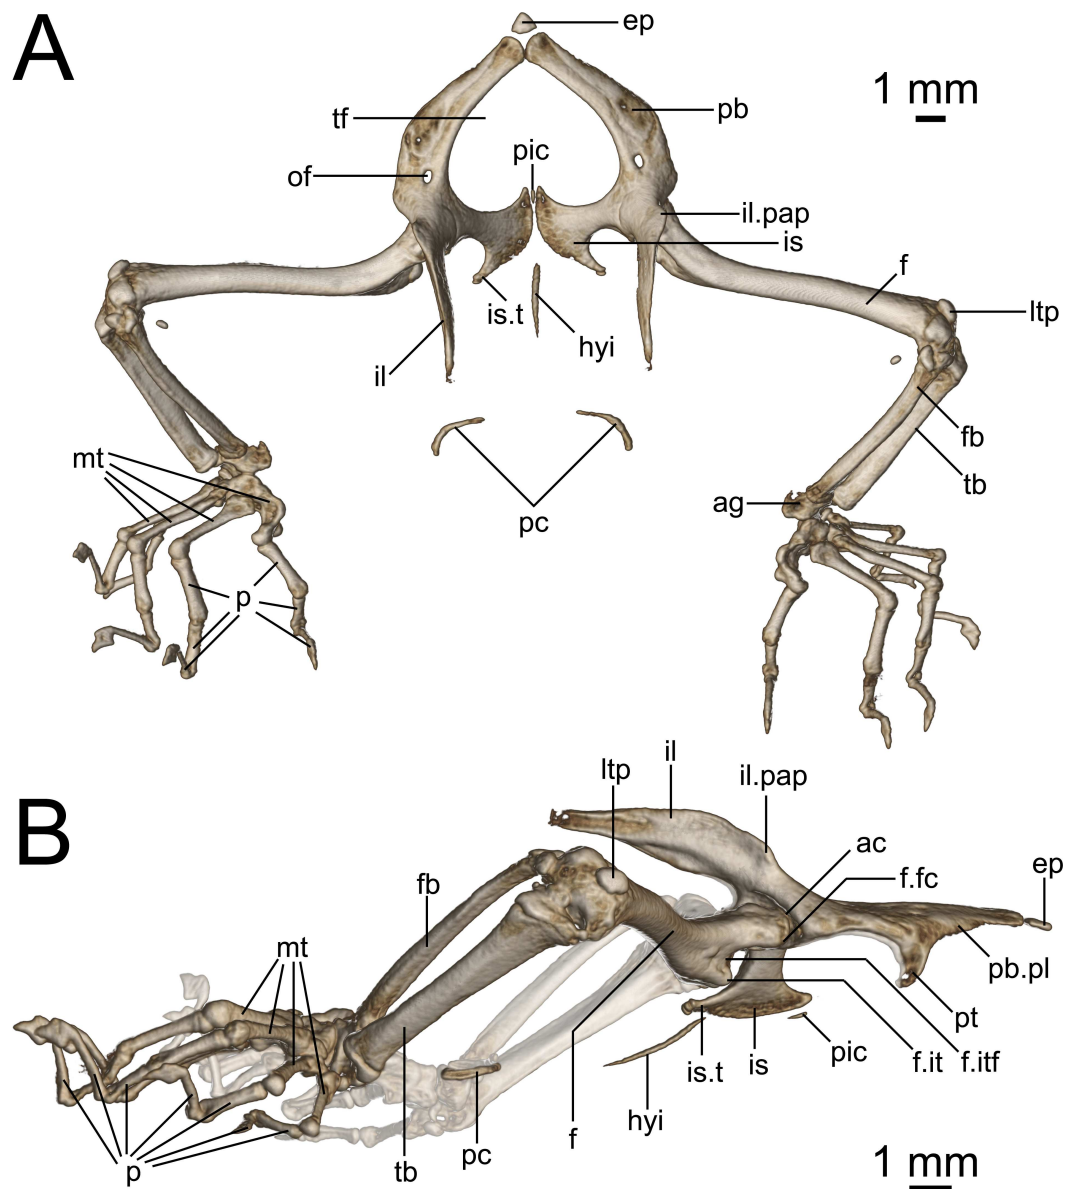 A
ep
1 mm
tf
pb
pic
of
il.pap
is
f
is.t
ltp
hyi
il
fb
mt
tb
ag
pc
p
B
il
ltp
il.pap
ac
f.fc
ep
fb
mt
pb.pl
pt
pic
is
f.it
f.itf
is.t
hyi
f
pc
tb
p
1 mm